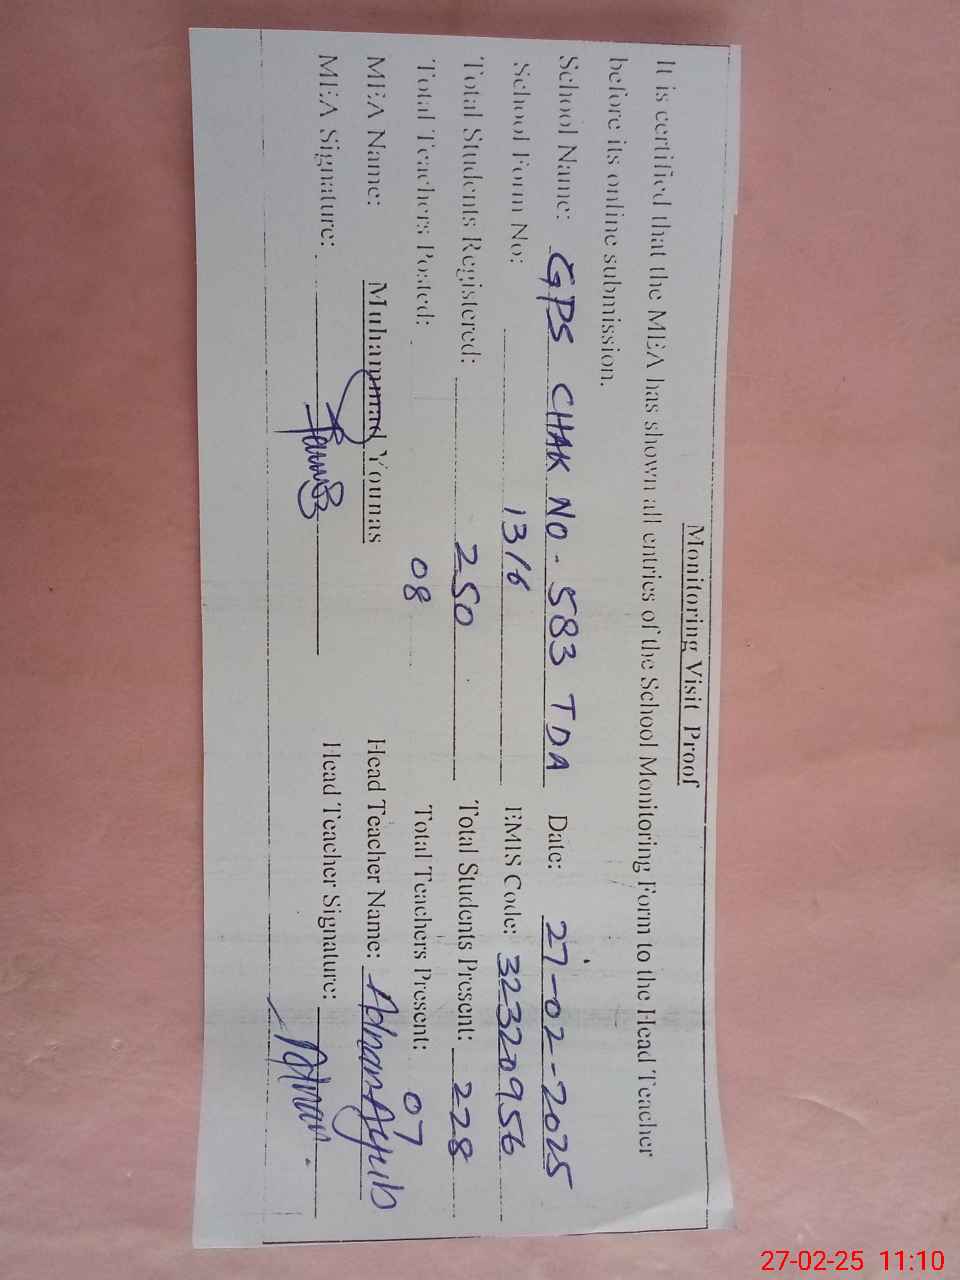 Monitoring Visit Proof
It is certified that the MEA has shown all entries of the School Monitoring Form to the Head Teacher
before its online submission.
School Name: GPS CHAK NO. 583 TDA Date: 27-02-2025
School Form No: 1316 EMIS Code: 32320956
Total Students Registered: 250 Total Students Present: 228
Total Teachers Posted: 08 Total Teachers Present: 07
MEA Name: Muhammad Younas Head Teacher Name: Adnan Ayub
MEA Signature: Head Teacher Signature: Adnan
27-02-25 11:10